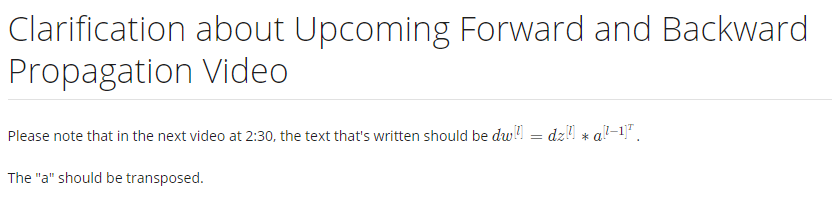 Clarification about Upcoming Forward and Backward
Propagation Video
Please note that in the next video at 2:30, the text that's written should be $dw^{[l]} = dz^{[l]} * a^{[l-1]^T}$.
The "a" should be transposed.